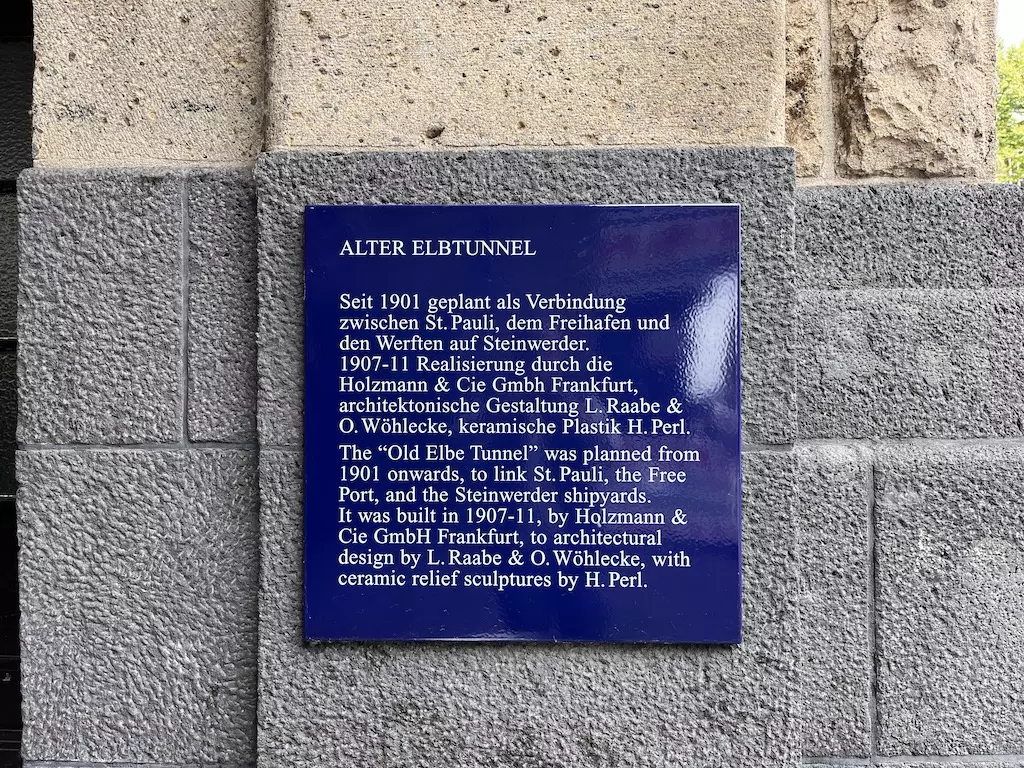 ALTER ELBTUNNEL
Seit 1901 geplant als Verbindung
zwischen St. Pauli, dem Freihafen und
den Werften auf Steinwerder.
1907-11 Realisierung durch die
Holzmann & Cie Gmbh Frankfurt,
architektonische Gestaltung L. Raabe &
O. Wöhlecke, keramische Plastik H. Perl.
The “Old Elbe Tunnel” was planned from
1901 onwards, to link St. Pauli, the Free
Port, and the Steinwerder shipyards.
It was built in 1907-11, by Holzmann &
Cie GmbH Frankfurt, to architectural
design by L. Raabe & O. Wöhlecke, with
ceramic relief sculptures by H. Perl.